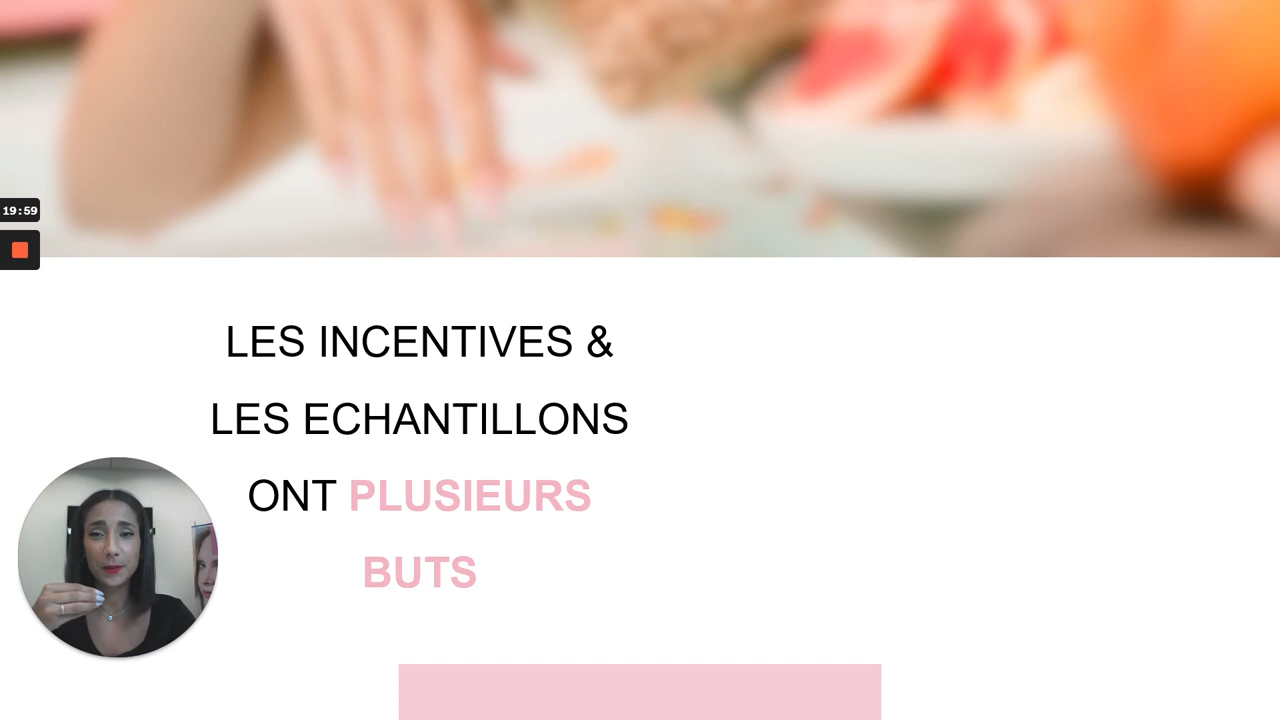 19:59
LES INCENTIVES &
LES ECHANTILLONS
ONT PLUSIEURS
BUTS